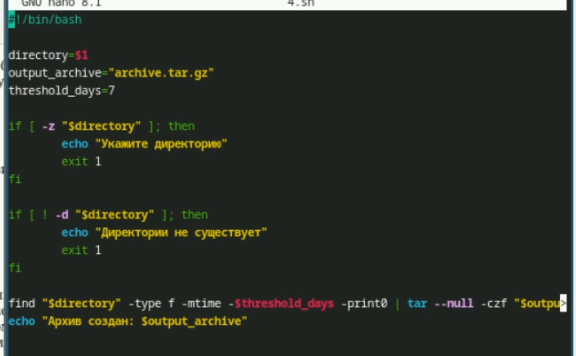 GNU nano 8.1 4.sh
#!/bin/bash
directory=$1
output_archive="archive.tar.gz"
threshold_days=7
if [ -z "$directory" ]; then
echo "Укажите директорию"
exit 1
fi
if [ ! -d "$directory" ]; then
echo "Директории не существует"
exit 1
fi
find "$directory" -type f -mtime -$threshold_days -print0 | tar --null -czf "$outpu>
echo "Архив создан: $output_archive"